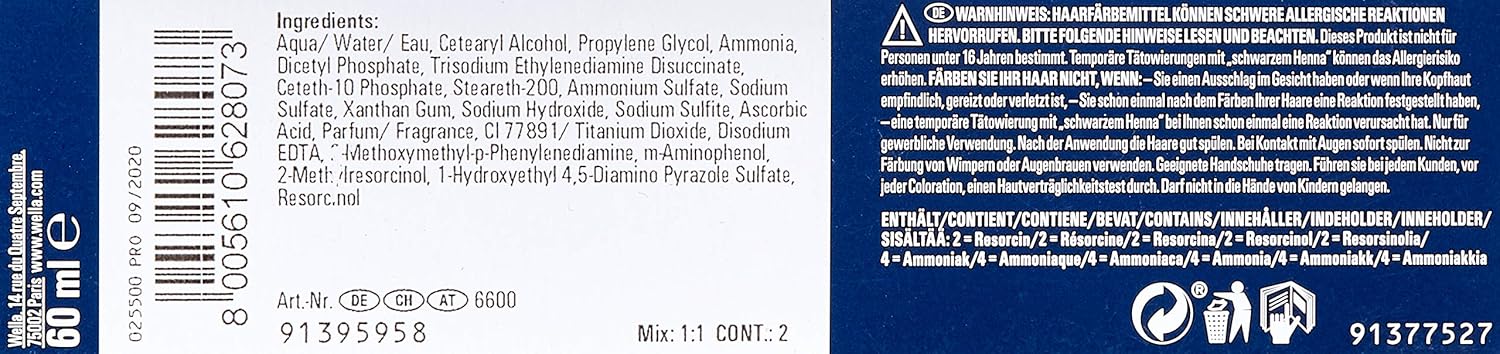 Wella, 14 rue du Quatre Septembre,
75002 Paris www.wella.com
60 ml e
025500 PRO 09/2020
8 005610 628073
Ingredients:
Aqua/ Water/ Eau, Cetearyl Alcohol, Propylene Glycol, Ammonia,
Dicetyl Phosphate, Trisodium Ethylenediamine Disuccinate,
Ceteth-10 Phosphate, Steareth-200, Ammonium Sulfate, Sodium
Sulfate, Xanthan Gum, Sodium Hydroxide, Sodium Sulfite, Ascorbic
Acid, Parfum/ Fragrance, CI 77891/ Titanium Dioxide, Disodium
EDTA, 2-Methoxymethyl-p-Phenylenediamine, m-Aminophenol,
2-Methylresorcinol, 1-Hydroxyethyl 4,5-Diamino Pyrazole Sulfate,
Resorcinol
Art.-Nr. DE CH AT 6600
91395958
Mix: 1:1 CONT.: 2
DE WARNHINWEIS: HAARFÄRBEMITTEL KÖNNEN SCHWERE ALLERGISCHE REAKTIONEN
HERVORRUFEN. BITTE FOLGENDE HINWEISE LESEN UND BEACHTEN. Dieses Produkt ist nicht für
Personen unter 16 Jahren bestimmt. Temporäre Tätowierungen mit „schwarzem Henna“ können das Allergierisiko
erhöhen. FÄRBEN SIE IHR HAAR NICHT, WENN: – Sie einen Ausschlag im Gesicht haben oder wenn Ihre Kopfhaut
empfindlich, gereizt oder verletzt ist, – Sie schon einmal nach dem Färben Ihrer Haare eine Reaktion festgestellt haben,
– eine temporäre Tätowierung mit „schwarzem Henna“ bei Ihnen schon einmal eine Reaktion verursacht hat. Nur für
gewerbliche Verwendung. Nach der Anwendung die Haare gut spülen. Bei Kontakt mit Augen sofort spülen. Nicht zur
Färbung von Wimpern oder Augenbrauen verwenden. Geeignete Handschuhe tragen. Führen sie bei jedem Kunden, vor
jeder Coloration, einen Hautverträglichkeitstest durch. Darf nicht in die Hände von Kindern gelangen.
ENTHÄLT/CONTIENT/CONTIENE/BEVAT/CONTAINS/INNEHÅLLER/INDEHOLDER/INNEHOLDER/
SISÄLTÄÄ: 2 = Resorcin/2 = Résorcine/2 = Resorcina/2 = Resorcinol/2 = Resorsinolia/
4 = Ammoniak/4 = Ammoniaque/4 = Ammoniaca/4 = Ammonia/4 = Ammoniakk/4 = Ammoniakkia
®
91377527